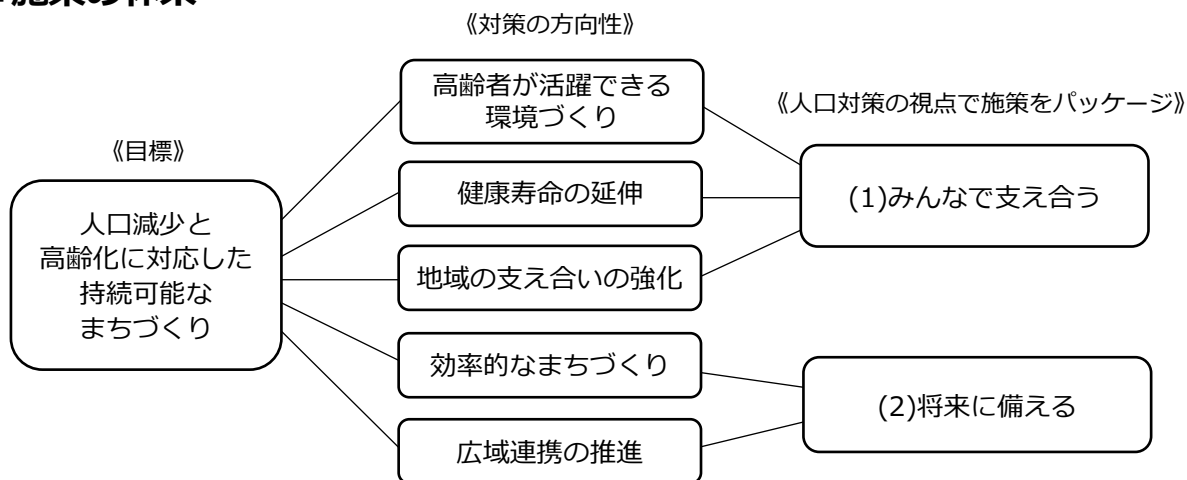 《対策の方向性》
高齢者が活躍できる
環境づくり
《人口対策の視点で施策をパッケージ》
《目標》
健康寿命の延伸
(1)みんなで支え合う
人口減少と
高齢化に対応した
持続可能な
まちづくり
地域の支え合いの強化
効率的なまちづくり
(2)将来に備える
広域連携の推進